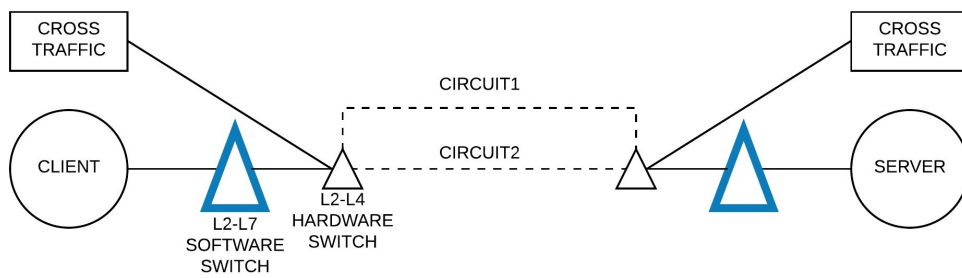 CROSS
TRAFFIC
CROSS
TRAFFIC
CIRCUIT1
CLIENT
CIRCUIT2
SERVER
L2-L7
SOFTWARE
SWITCH
L2-L4
HARDWARE
SWITCH